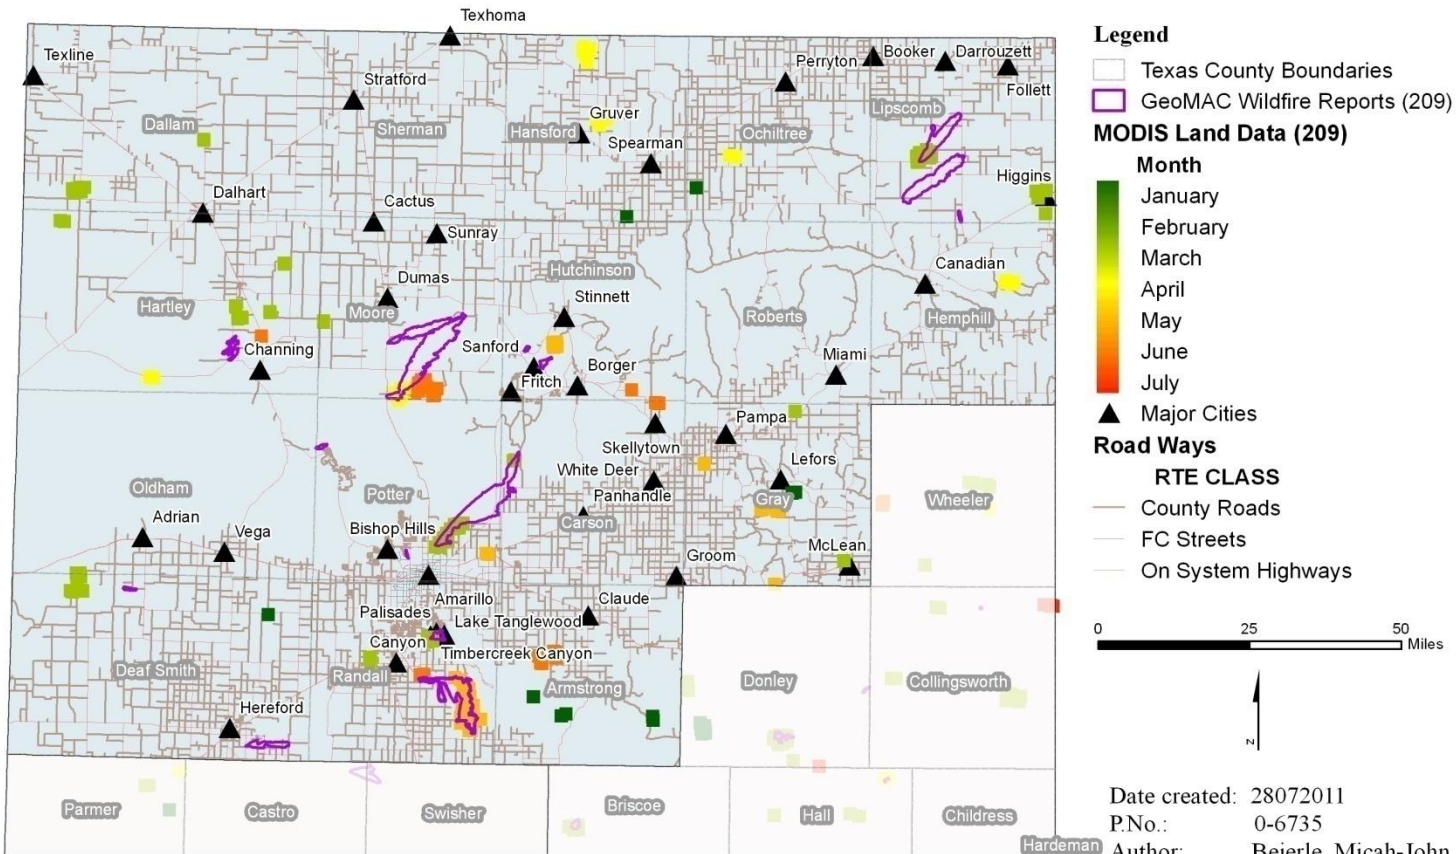 Texhoma
Texline
Stratford
Dallam
Sherman
Hansford
Gruver
Spearman
Perryton
Booker
Darrouzett
Follett
Lipscomb
Ochiltree
Higgins
Dalhart
Cactus
Sunray
Dumas
Hutchinson
Stinnett
Canadian
Hartley
Moore
Roberts
Hemphill
Channing
Sanford
Borger
Fritch
Miami
Pampa
Skellytown
White Deer
Panhandle
Lefors
Gray
Wheeler
Oldham
Potter
Carson
Adrian
Vega
Bishop Hills
Groom
McLean
Amarillo
Claude
Palisades
Lake Tanglewood
Canyon
Timbercreek Canyon
Deaf Smith
Randall
Armstrong
Donley
Collingsworth
Hereford
Parmer
Castro
Swisher
Briscoe
Hall
Childress
Hardeman
Legend
Texas County Boundaries
GeoMAC Wildfire Reports (209)
MODIS Land Data (209)
Month
January
February
March
April
May
June
July
Major Cities
Road Ways
RTE CLASS
County Roads
FC Streets
On System Highways
0 25 50
Miles
N
Date created: 28072011
P.No.: 0-6735
Author: Beierle, Micah-John